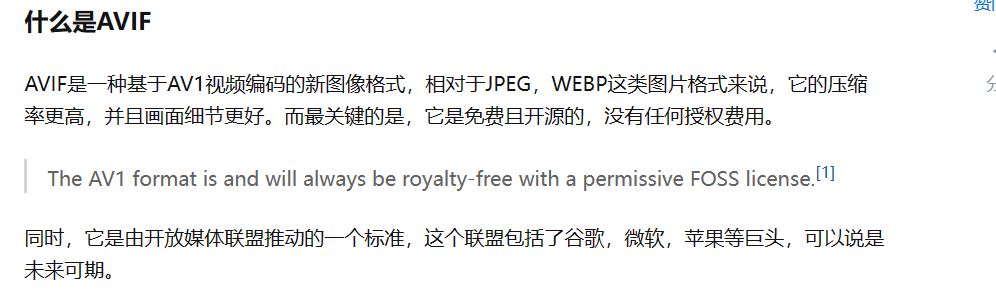 什么是AVIF
AVIF是一种基于AV1视频编码的新图像格式，相对于JPEG，WEBP这类图片格式来说，它的压缩
率更高，并且画面细节更好。而最关键的是，它是免费且开源的，没有任何授权费用。
The AV1 format is and will always be royalty-free with a permissive FOSS license.[1]
同时，它是由开放媒体联盟推动的一个标准，这个联盟包括了谷歌，微软，苹果等巨头，可以说是
未来可期。